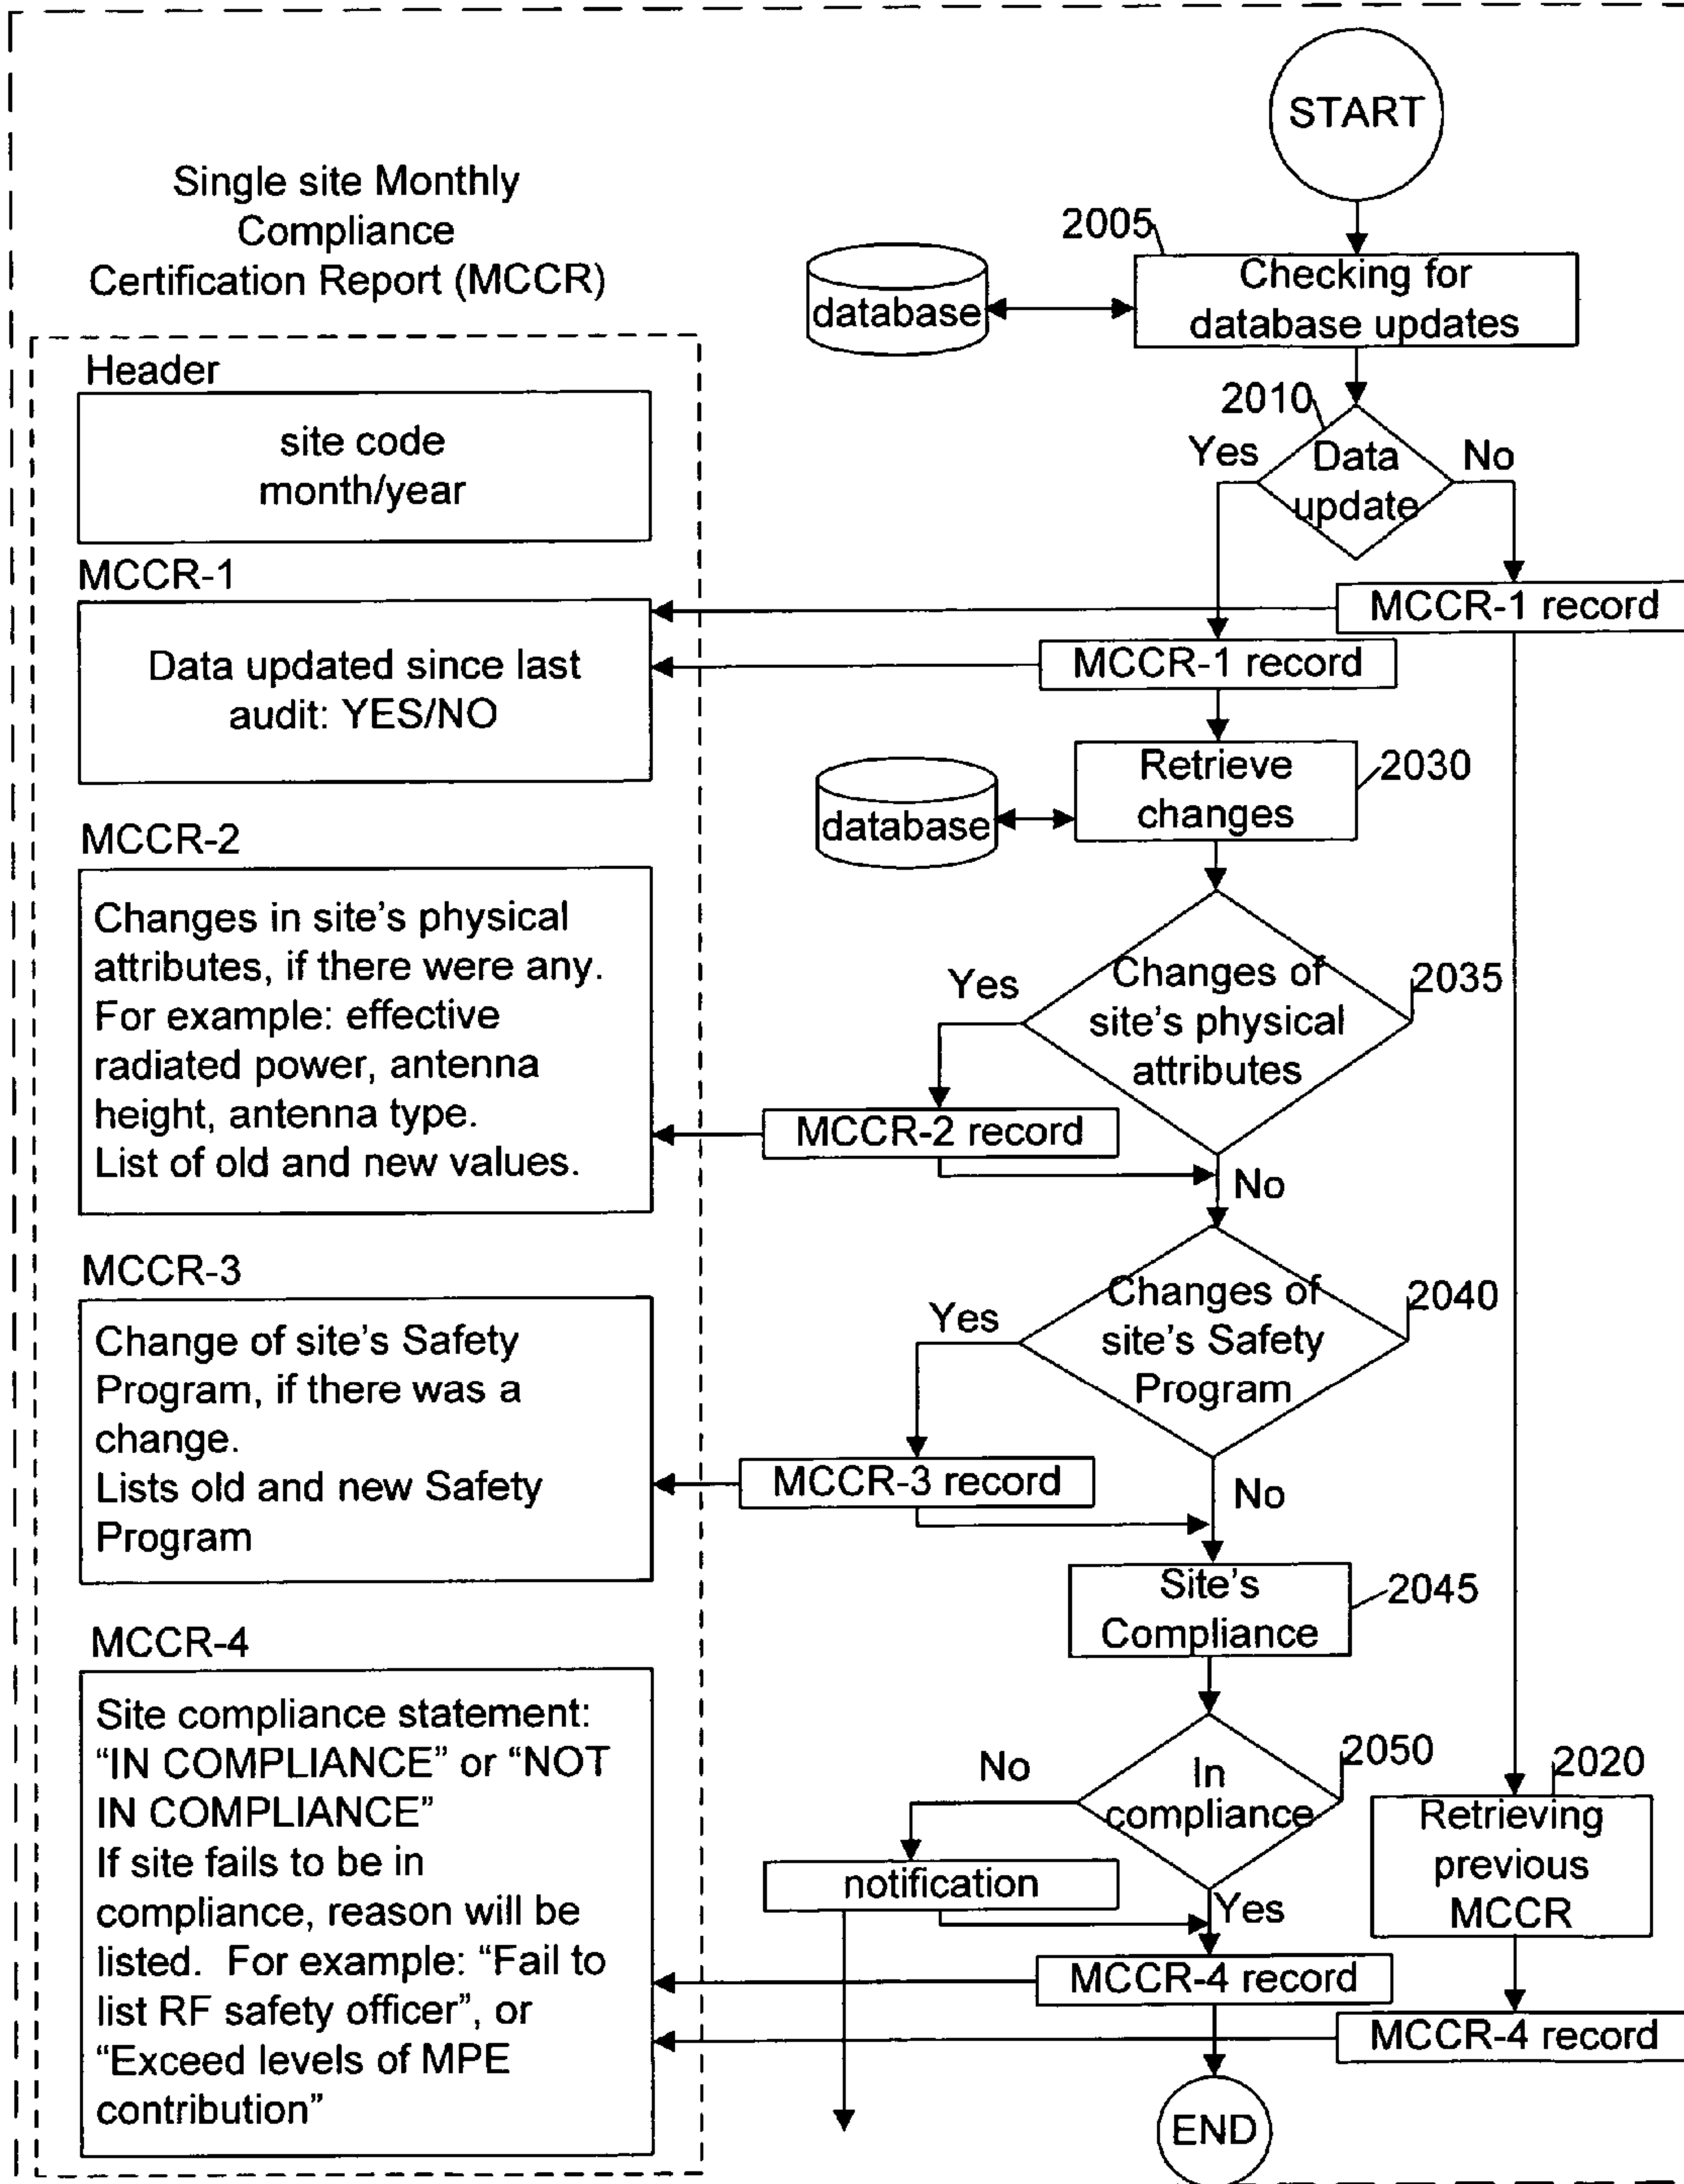 Single site Monthly
Compliance
Certification Report (MCCR)
Header
site code
month/year
MCCR-1
Data updated since last
audit: YES/NO
MCCR-2
Changes in site's physical
attributes, if there were any.
For example: effective
radiated power, antenna
height, antenna type.
List of old and new values.
MCCR-3
Change of site's Safety
Program, if there was a
change.
Lists old and new Safety
Program
MCCR-4
Site compliance statement:
“IN COMPLIANCE” or “NOT
IN COMPLIANCE”
If site fails to be in
compliance, reason will be
listed. For example: “Fail to
list RF safety officer”, or
“Exceed levels of MPE
contribution”
START
2005
database
Checking for
database updates
2010
Yes
Data
update
No
MCCR-1 record
MCCR-1 record
Retrieve
changes
2030
database
Yes
Changes of
site's physical
attributes
2035
MCCR-2 record
No
Yes
Changes of
site's Safety
Program
2040
MCCR-3 record
No
Site's
Compliance
2045
No
In
compliance
2050
notification
Yes
2020
Retrieving
previous
MCCR
MCCR-4 record
MCCR-4 record
END